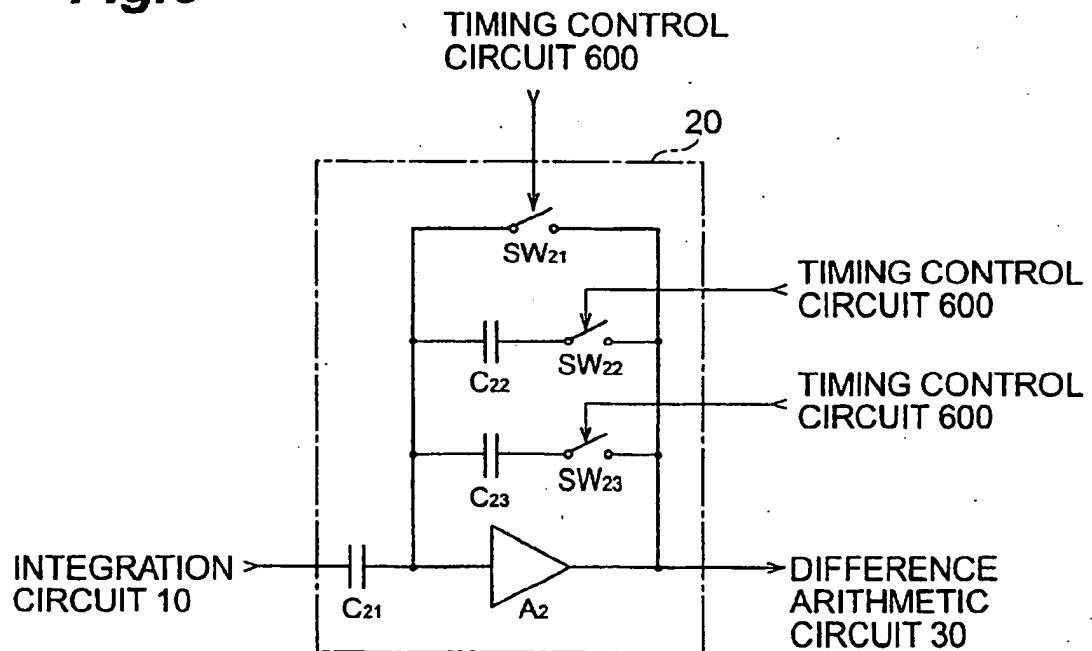 TIMING CONTROL
CIRCUIT 600
20
SW21
TIMING CONTROL
CIRCUIT 600
C22
SW22
TIMING CONTROL
CIRCUIT 600
C23
SW23
INTEGRATION
CIRCUIT 10
C21
A2
DIFFERENCE
ARITHMETIC
CIRCUIT 30